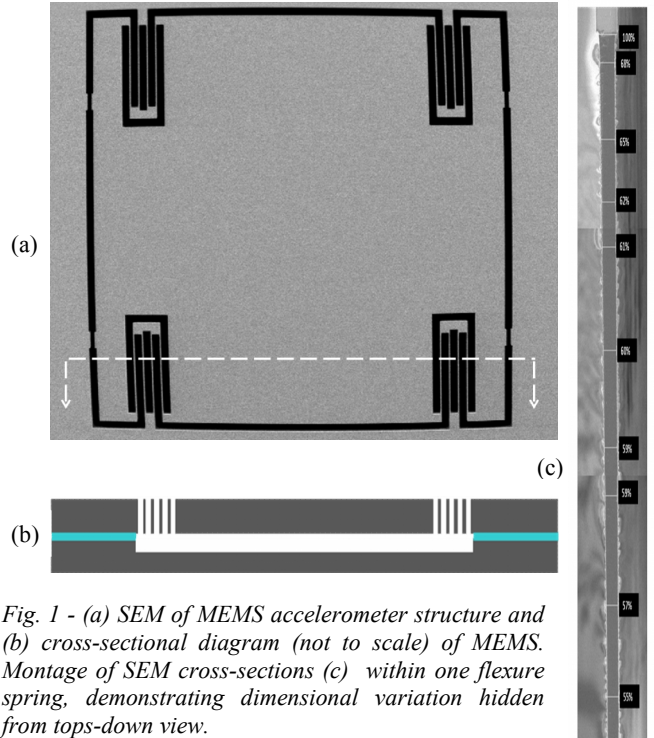 (a)
(b)
(c)
100%
68%
65%
62%
61%
60%
59%
58%
57%
55%
Fig. 1 - (a) SEM of MEMS accelerometer structure and
(b) cross-sectional diagram (not to scale) of MEMS.
Montage of SEM cross-sections (c) within one flexure
spring, demonstrating dimensional variation hidden
from tops-down view.